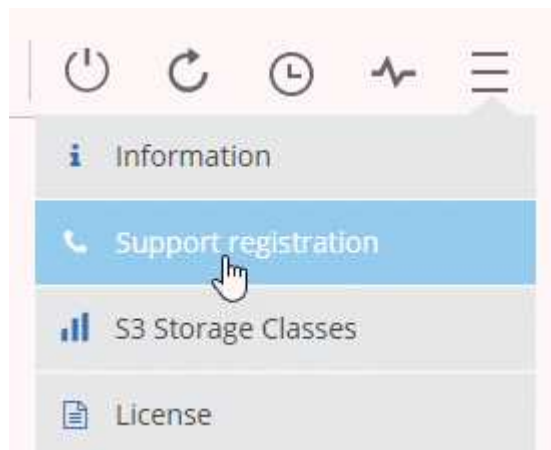 Information
Support registration
S3 Storage Classes
License